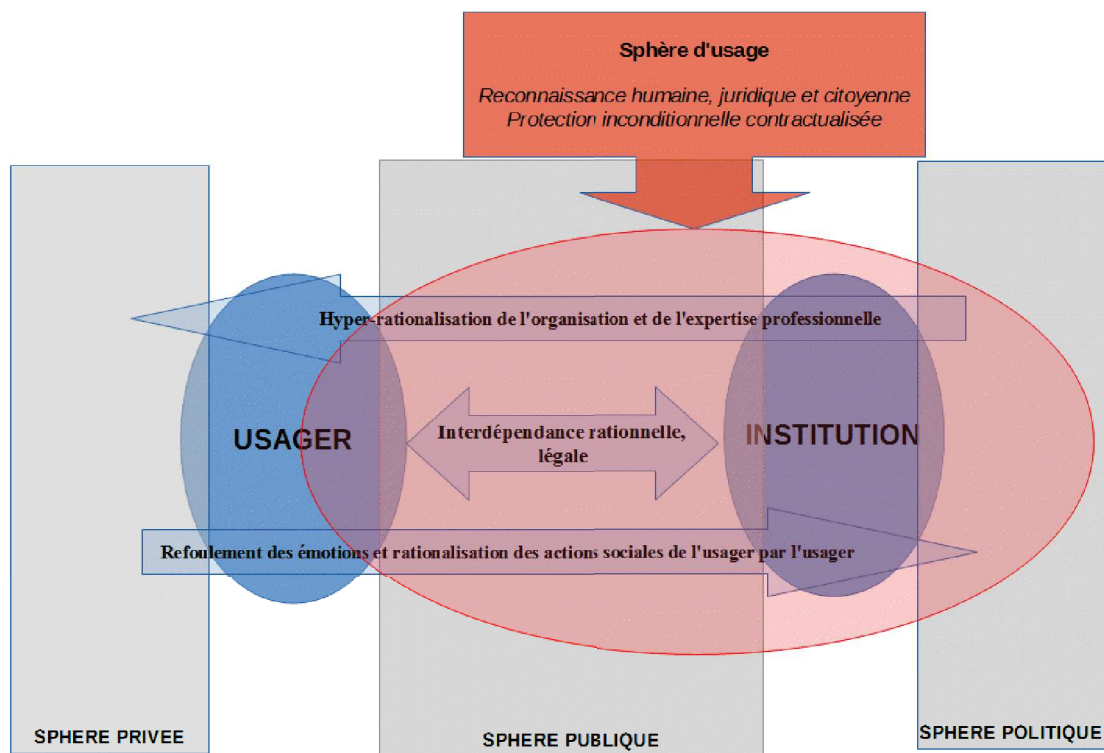 Sphère d'usage
Reconnaissance humaine, juridique et citoyenne
Protection inconditionnelle contractualisée
Hyper-rationalisation de l'organisation et de l'expertise professionnelle
USAGER
Interdépendance rationnelle,
légale
INSTITUTION
Refoulement des émotions et rationalisation des actions sociales de l'usager par l'usager
SPHERE PRIVEE
SPHERE PUBLIQUE
SPHERE POLITIQUE